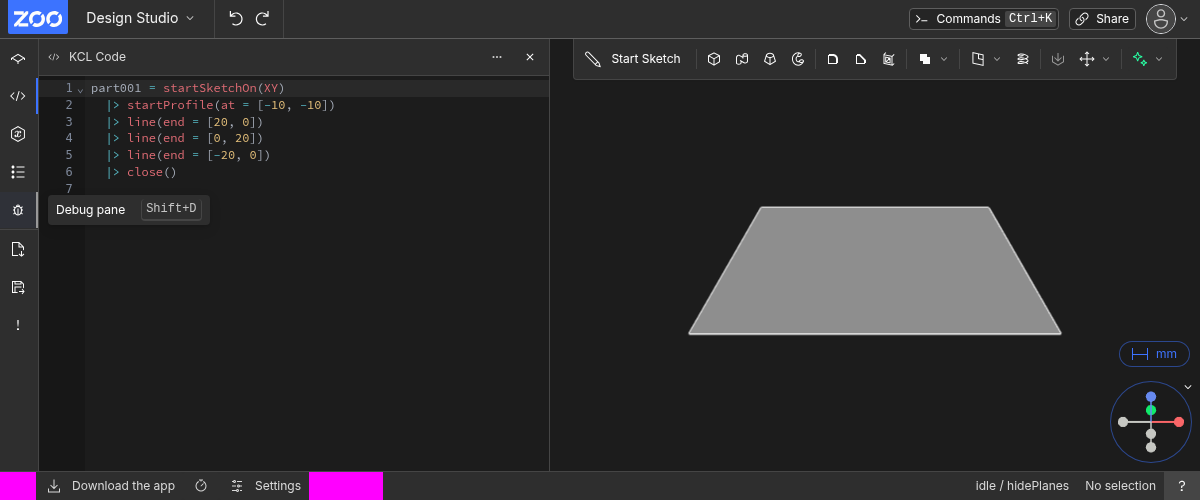 ZOO Design Studio Commands Ctrl+K Share
KCL Code
Start Sketch
1 part001 = startSketchOn(XY)
2 |> startProfile(at = [-10, -10])
3 |> line(end = [20, 0])
4 |> line(end = [0, 20])
5 |> line(end = [-20, 0])
6 |> close()
7
Debug pane Shift+D
mm
Download the app Settings idle / hidePlanes No selection ?